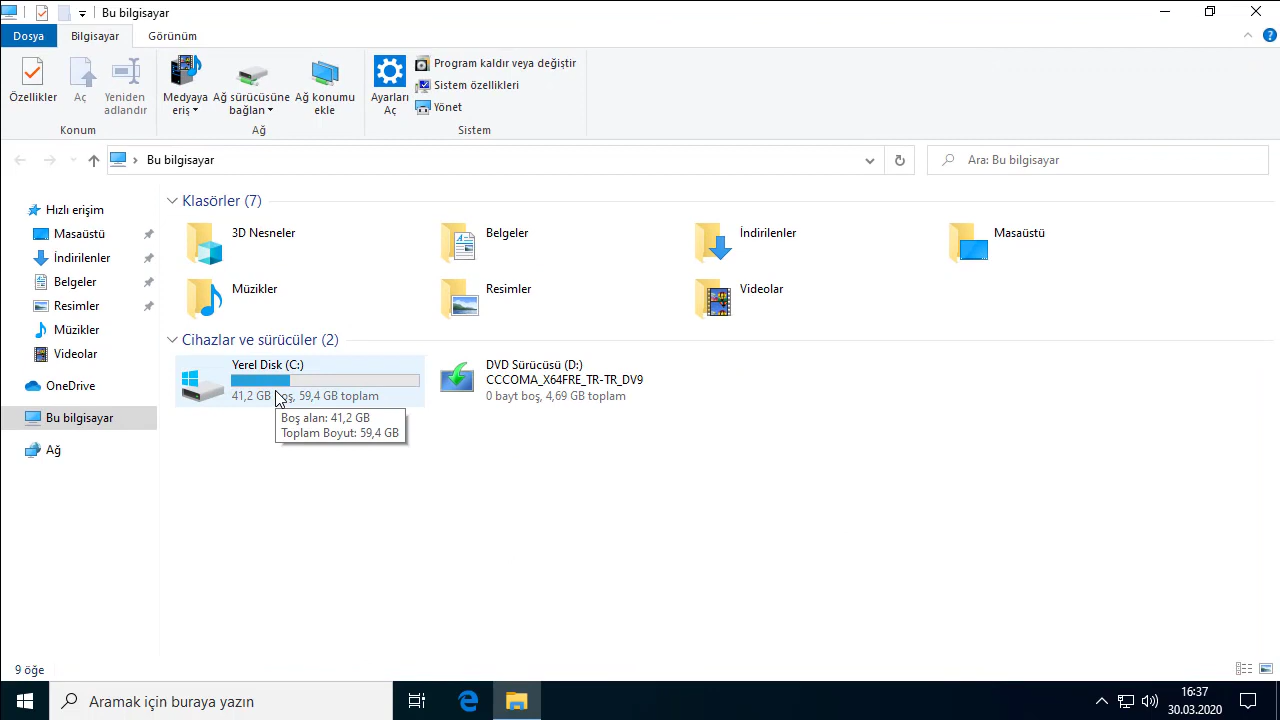 Bu bilgisayar
Dosya
Bilgisayar
Görünüm
Özellikler
Aç
Yeniden
adlandır
Konum
Medyaya
eriş
Ağ sürücüsüne
bağlan
Ağ konumu
ekle
Ağ
Ayarları
Aç
Program kaldır veya değiştir
Sistem özellikleri
Yönet
Sistem
Bu bilgisayar
Ara: Bu bilgisayar
Hızlı erişim
Masaüstü
İndirilenler
Belgeler
Resimler
Müzikler
Videolar
OneDrive
Bu bilgisayar
Ağ
Klasörler (7)
3D Nesneler
Belgeler
İndirilenler
Masaüstü
Müzikler
Resimler
Videolar
Cihazlar ve sürücüler (2)
Yerel Disk (C:)
41,2 GB boş, 59,4 GB toplam
Boş alan: 41,2 GB
Toplam Boyut: 59,4 GB
DVD Sürücüsü (D:)
CCCOMA_X64FRE_TR-TR_DV9
0 bayt boş, 4,69 GB toplam
9 öğe
Aramak için buraya yazın
16:37
30.03.2020